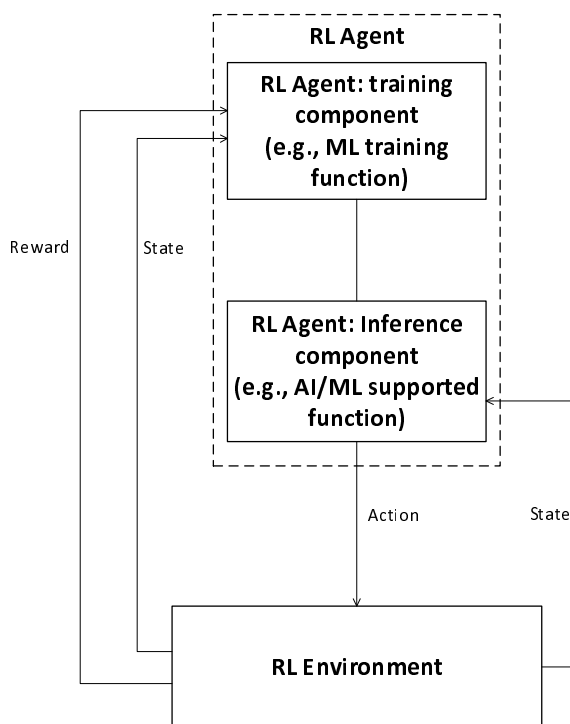 RL Agent
RL Agent: training
component
(e.g., ML training
function)
Reward
State
RL Agent: Inference
component
(e.g., AI/ML supported
function)
Action
State
RL Environment